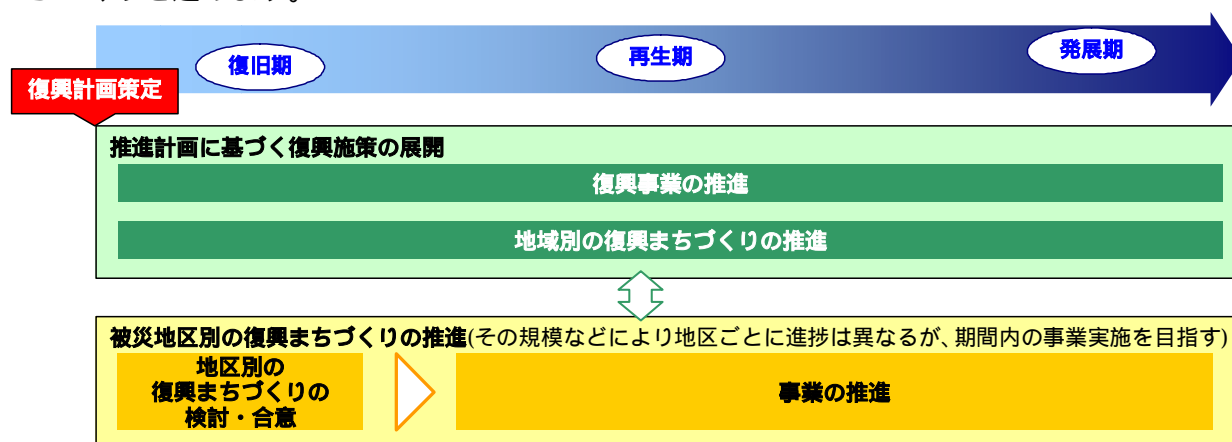 復旧期
再生期
発展期
復興計画策定
推進計画に基づく復興施策の展開
復興事業の推進
地域別の復興まちづくりの推進
被災地区別の復興まちづくりの推進(その規模などにより地区ごとに進捗は異なるが、期間内の事業実施を目指す)
地区別の
復興まちづくりの
検討・合意
事業の推進